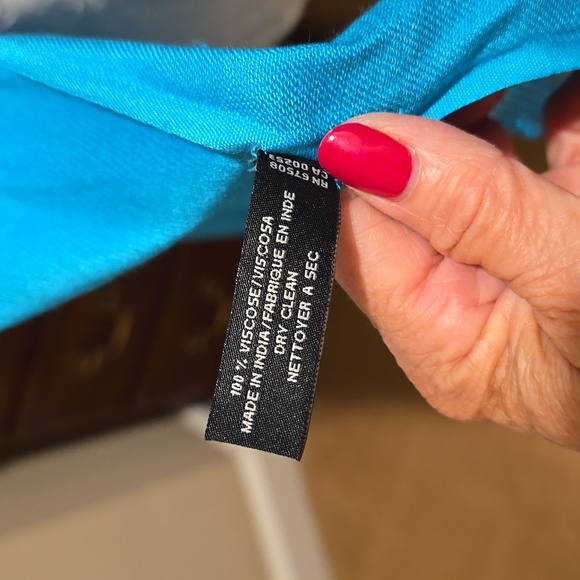 RN 67508
CA 00253
100 % VISCOSE/VISCOSA
MADE IN INDIA/FABRIQUE EN INDE
DRY CLEAN
NETTOYER A SEC